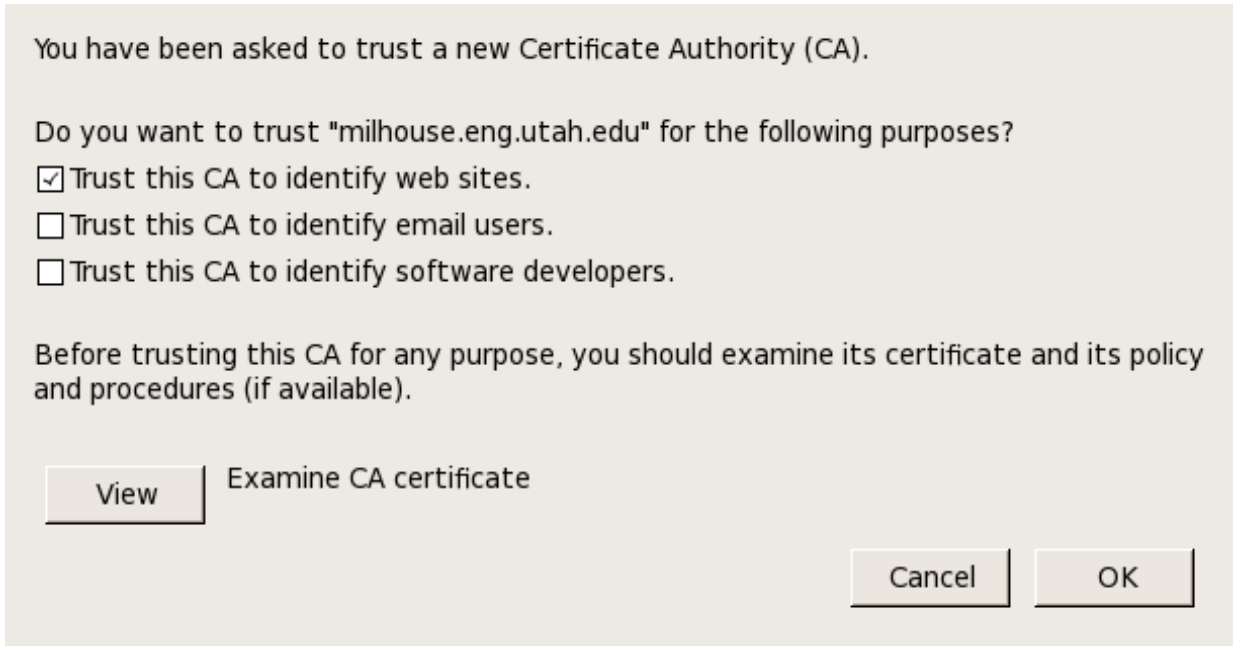 You have been asked to trust a new Certificate Authority (CA).
Do you want to trust "milhouse.eng.utah.edu" for the following purposes?
Trust this CA to identify web sites.
Trust this CA to identify email users.
Trust this CA to identify software developers.
Before trusting this CA for any purpose, you should examine its certificate and its policy
and procedures (if available).
View Examine CA certificate
Cancel OK